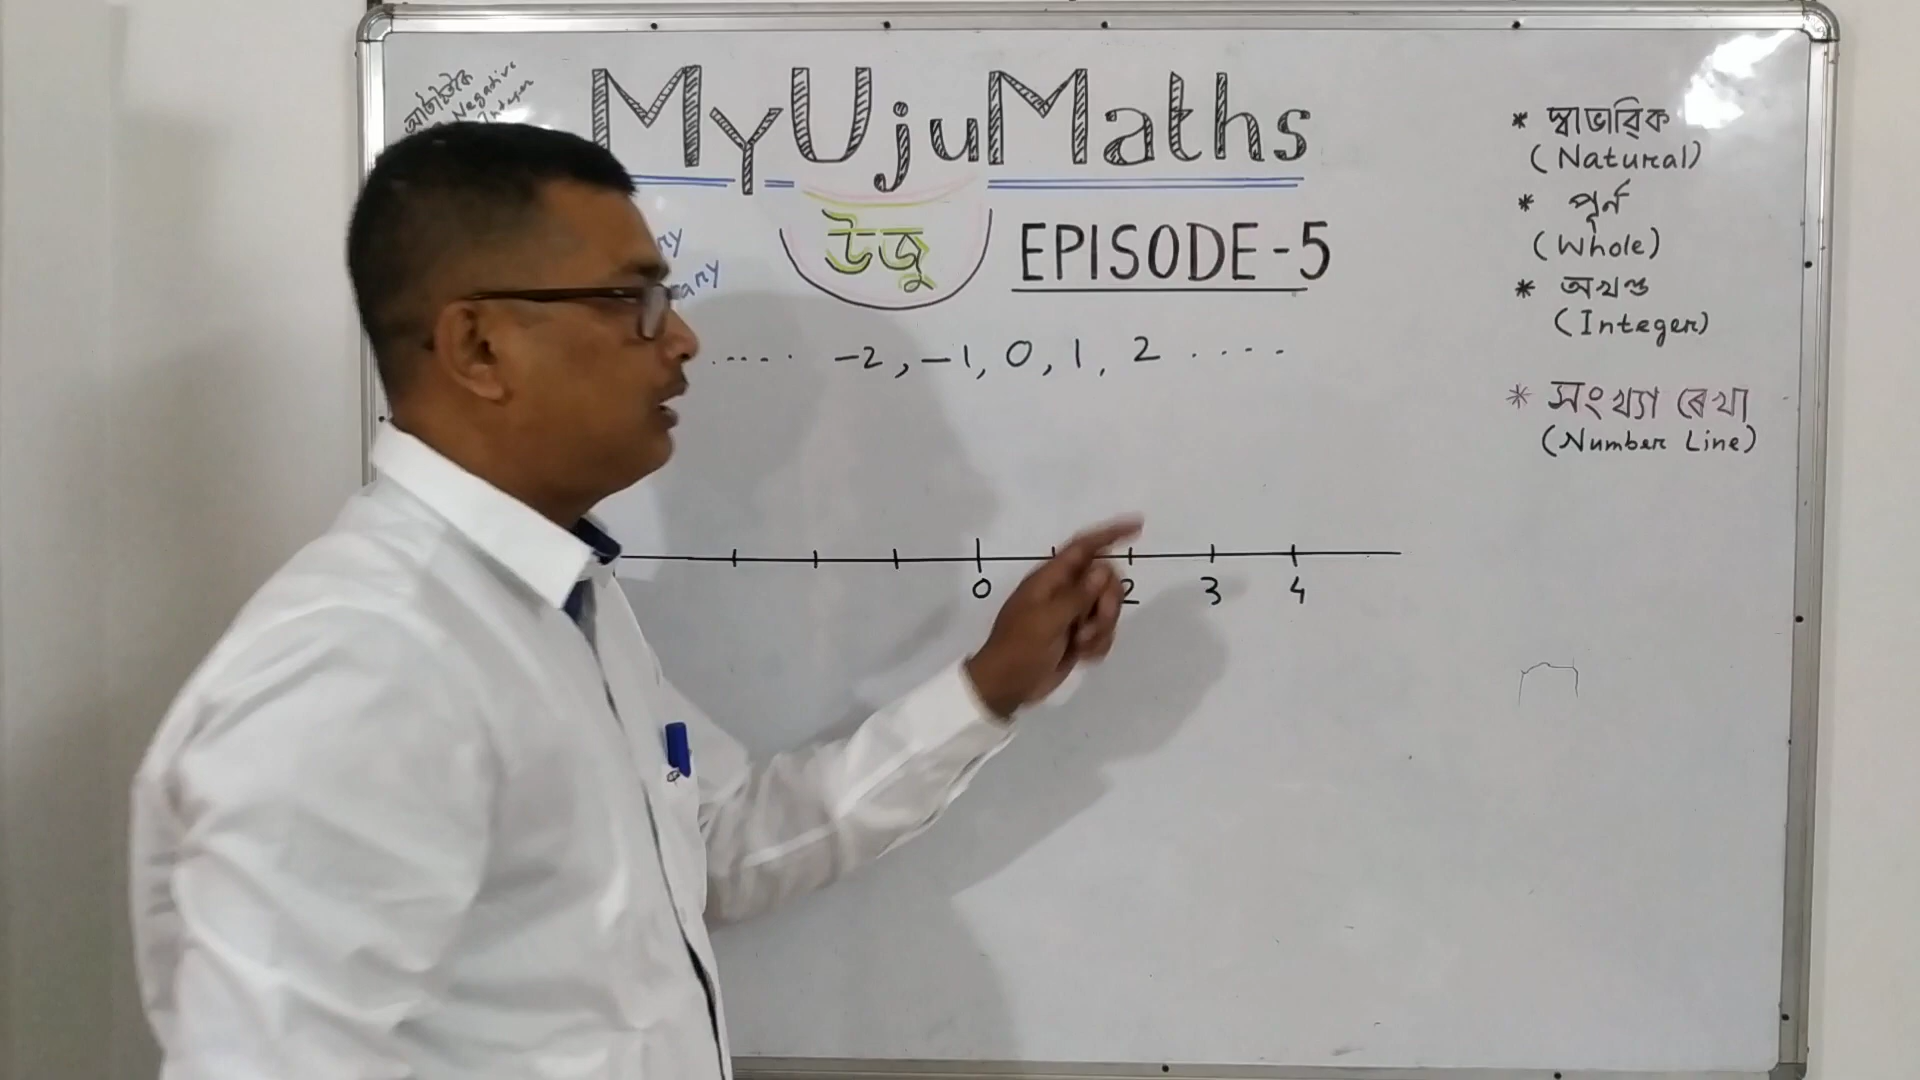 Negative
Integer
MyUjuMaths
উজু
EPISODE-5
..... -2, -1, 0, 1, 2 ....
0 2 3 4
* স্বাভাৱিক
(Natural)
* পূৰ্ণ
(Whole)
* অখণ্ড
(Integer)
* সংখ্যা ৰেখা
(Number Line)